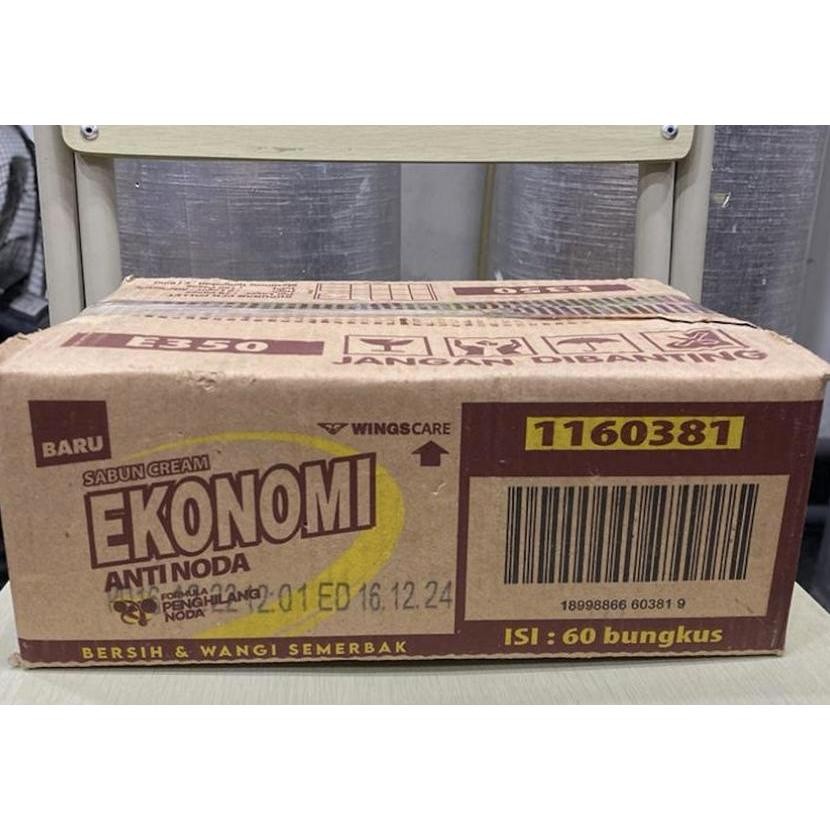 E350
E350
JANGAN DIBANTING
BARU
WINGSCARE
SABUN CREAM
EKONOMI
ANTI NODA
12:01 ED 16.12.24
FORMULA
PENGHILANG
NODA
BERSIH & WANGI SEMERBAK
1160381
18998866 60381 9
ISI : 60 bungkus